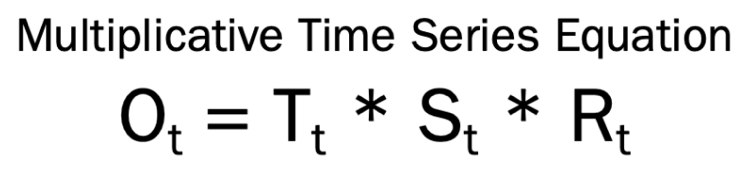 Multiplicative Time Series Equation
Oₜ = Tₜ * Sₜ * Rₜ